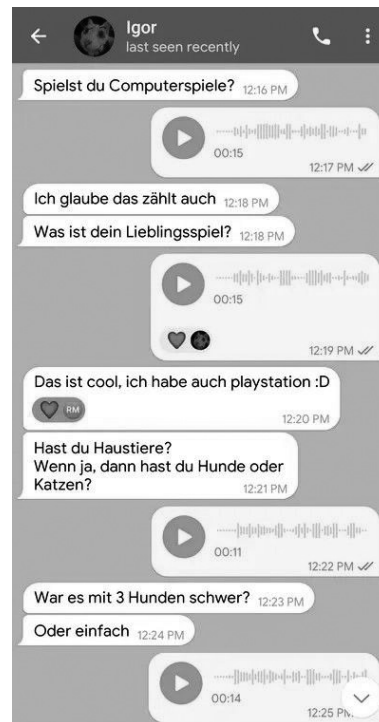 Igor
last seen recently
Spielst du Computerspiele? 12:16 PM
00:15
12:17 PM
Ich glaube das zählt auch 12:18 PM
Was ist dein Lieblingsspiel? 12:18 PM
00:15
12:19 PM
Das ist cool, ich habe auch playstation :D
RM
12:20 PM
Hast du Haustiere?
Wenn ja, dann hast du Hunde oder
Katzen? 12:21 PM
00:11
12:22 PM
War es mit 3 Hunden schwer? 12:23 PM
Oder einfach 12:24 PM
00:14
12:25 PM